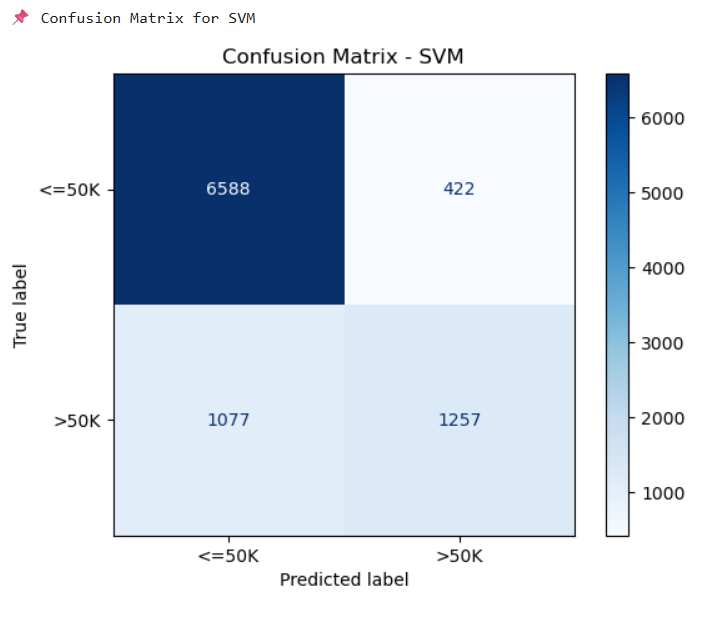 📌 Confusion Matrix for SVM
Confusion Matrix - SVM
<=50K
6588
422
>50K
1077
1257
<=50K
>50K
Predicted label
True label
6000
5000
4000
3000
2000
1000